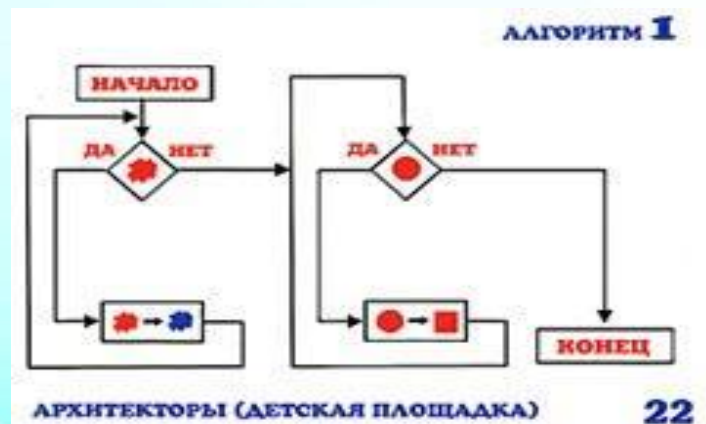 АЛГОРИТМ 1
НАЧАЛО
ДА НЕТ
ДА НЕТ
КОНЕЦ
АРХИТЕКТОРЫ (ДЕТСКАЯ ПЛОЩАДКА) 22